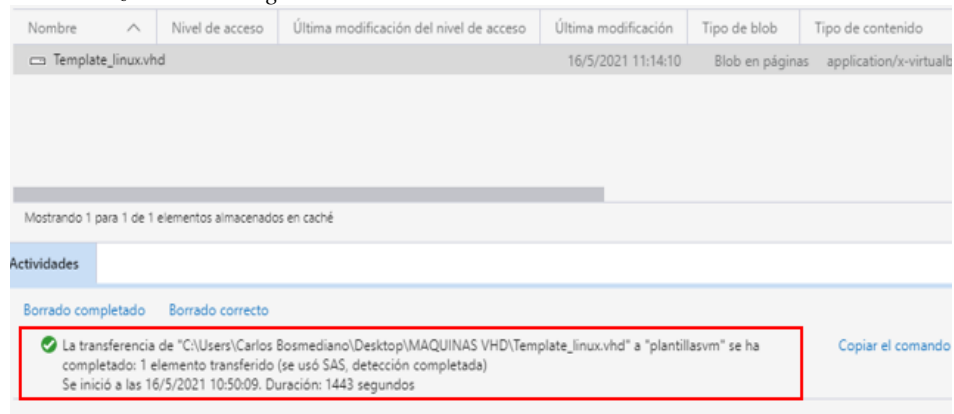 Nombre Nivel de acceso Última modificación del nivel de acceso Última modificación Tipo de blob Tipo de contenido
Template_linux.vhd 16/5/2021 11:14:10 Blob en páginas application/x-virtualb
Mostrando 1 para 1 de 1 elementos almacenados en caché
Actividades
Borrado completado Borrado correcto
La transferencia de "C:\Users\Carlos Bosmediano\Desktop\MAQUINAS VHD\Template_linux.vhd" a "plantillasvm" se ha Copiar el comando
completado: 1 elemento transferido (se usó SAS, detección completada)
Se inició a las 16/5/2021 10:50:09. Duración: 1443 segundos